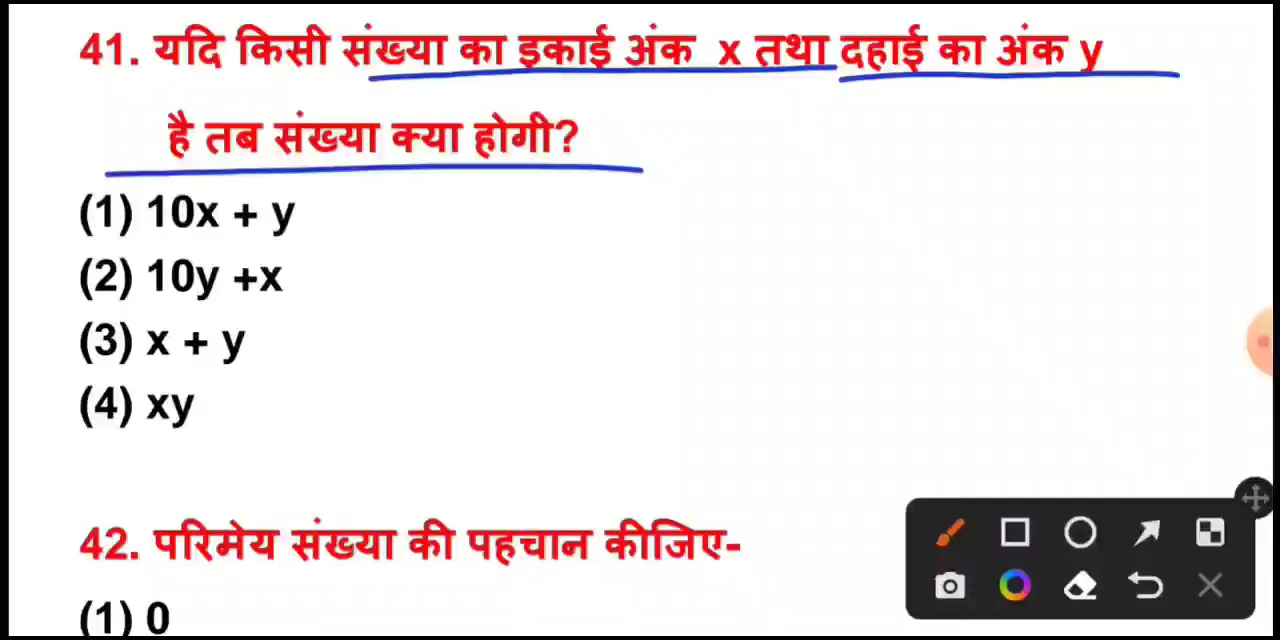 41. यदि किसी संख्या का इकाई अंक x तथा दहाई का अंक y
है तब संख्या क्या होगी?
(1) 10x + y
(2) 10y +x
(3) x + y
(4) xy
42. परिमेय संख्या की पहचान कीजिए-
(1) 0